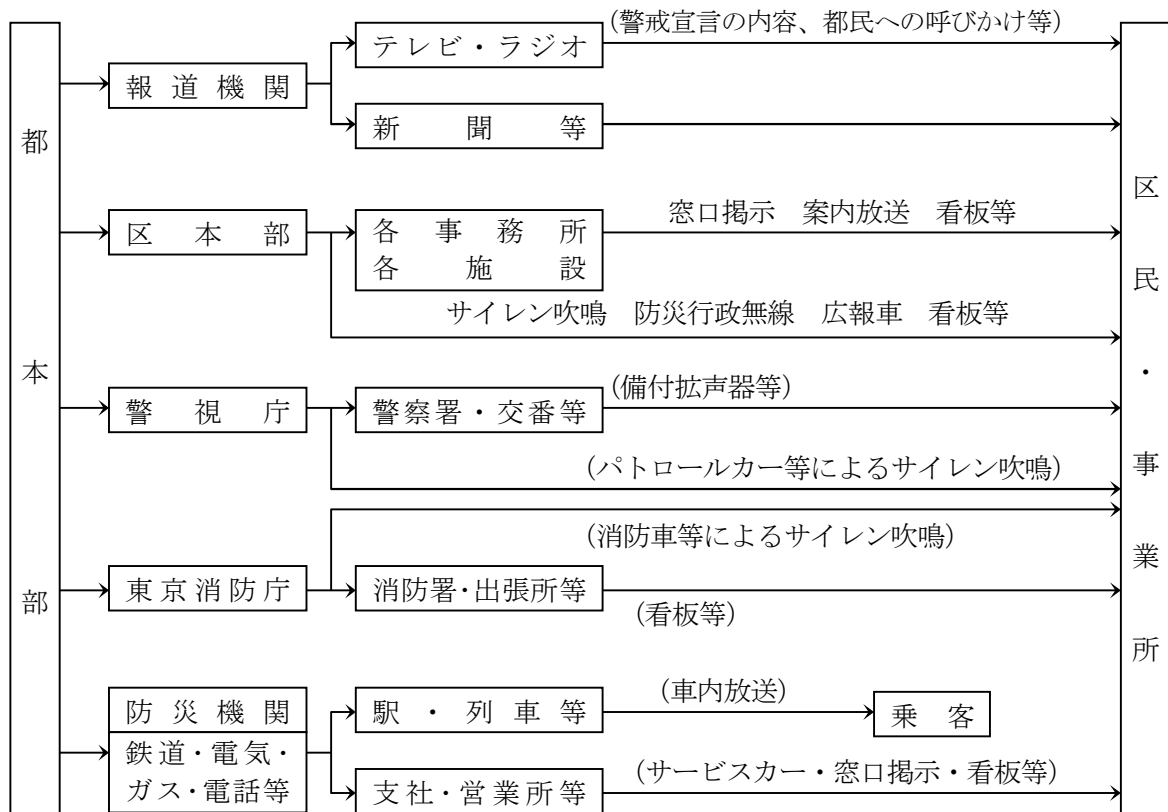 都本部
報道機関
テレビ・ラジオ
(警戒宣言の内容、都民への呼びかけ等)
新聞等
区本部
各事務所
各施設
窓口掲示　案内放送　看板等
サイレン吹鳴　防災行政無線　広報車　看板等
警視庁
警察署・交番等
(備付拡声器等)
(パトロールカー等によるサイレン吹鳴)
東京消防庁
(消防車等によるサイレン吹鳴)
消防署・出張所等
(看板等)
防災機関
鉄道・電気・
ガス・電話等
駅・列車等
(車内放送)
乗客
支社・営業所等
(サービスカー・窓口掲示・看板等)
区民・事業所